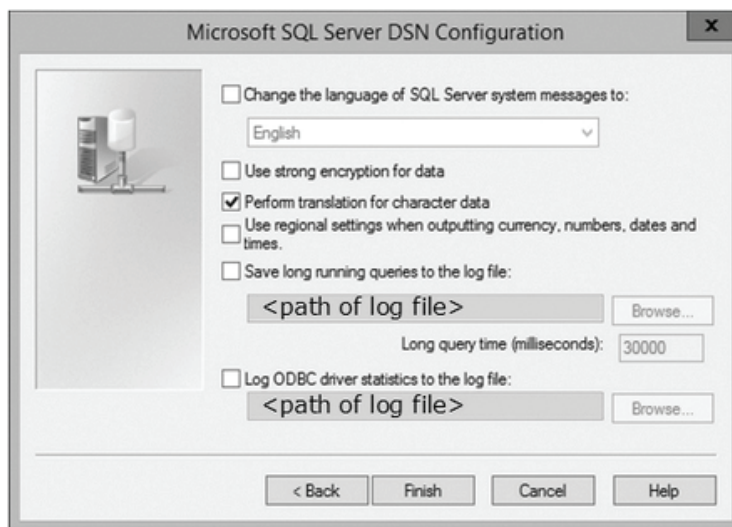 Microsoft SQL Server DSN Configuration
x
Change the language of SQL Server system messages to:
English
Use strong encryption for data
Perform translation for character data
Use regional settings when outputting currency, numbers, dates and
times.
Save long running queries to the log file:
<path of log file>
Browse...
Long query time (milliseconds):
30000
Log ODBC driver statistics to the log file:
<path of log file>
Browse...
< Back
Finish
Cancel
Help